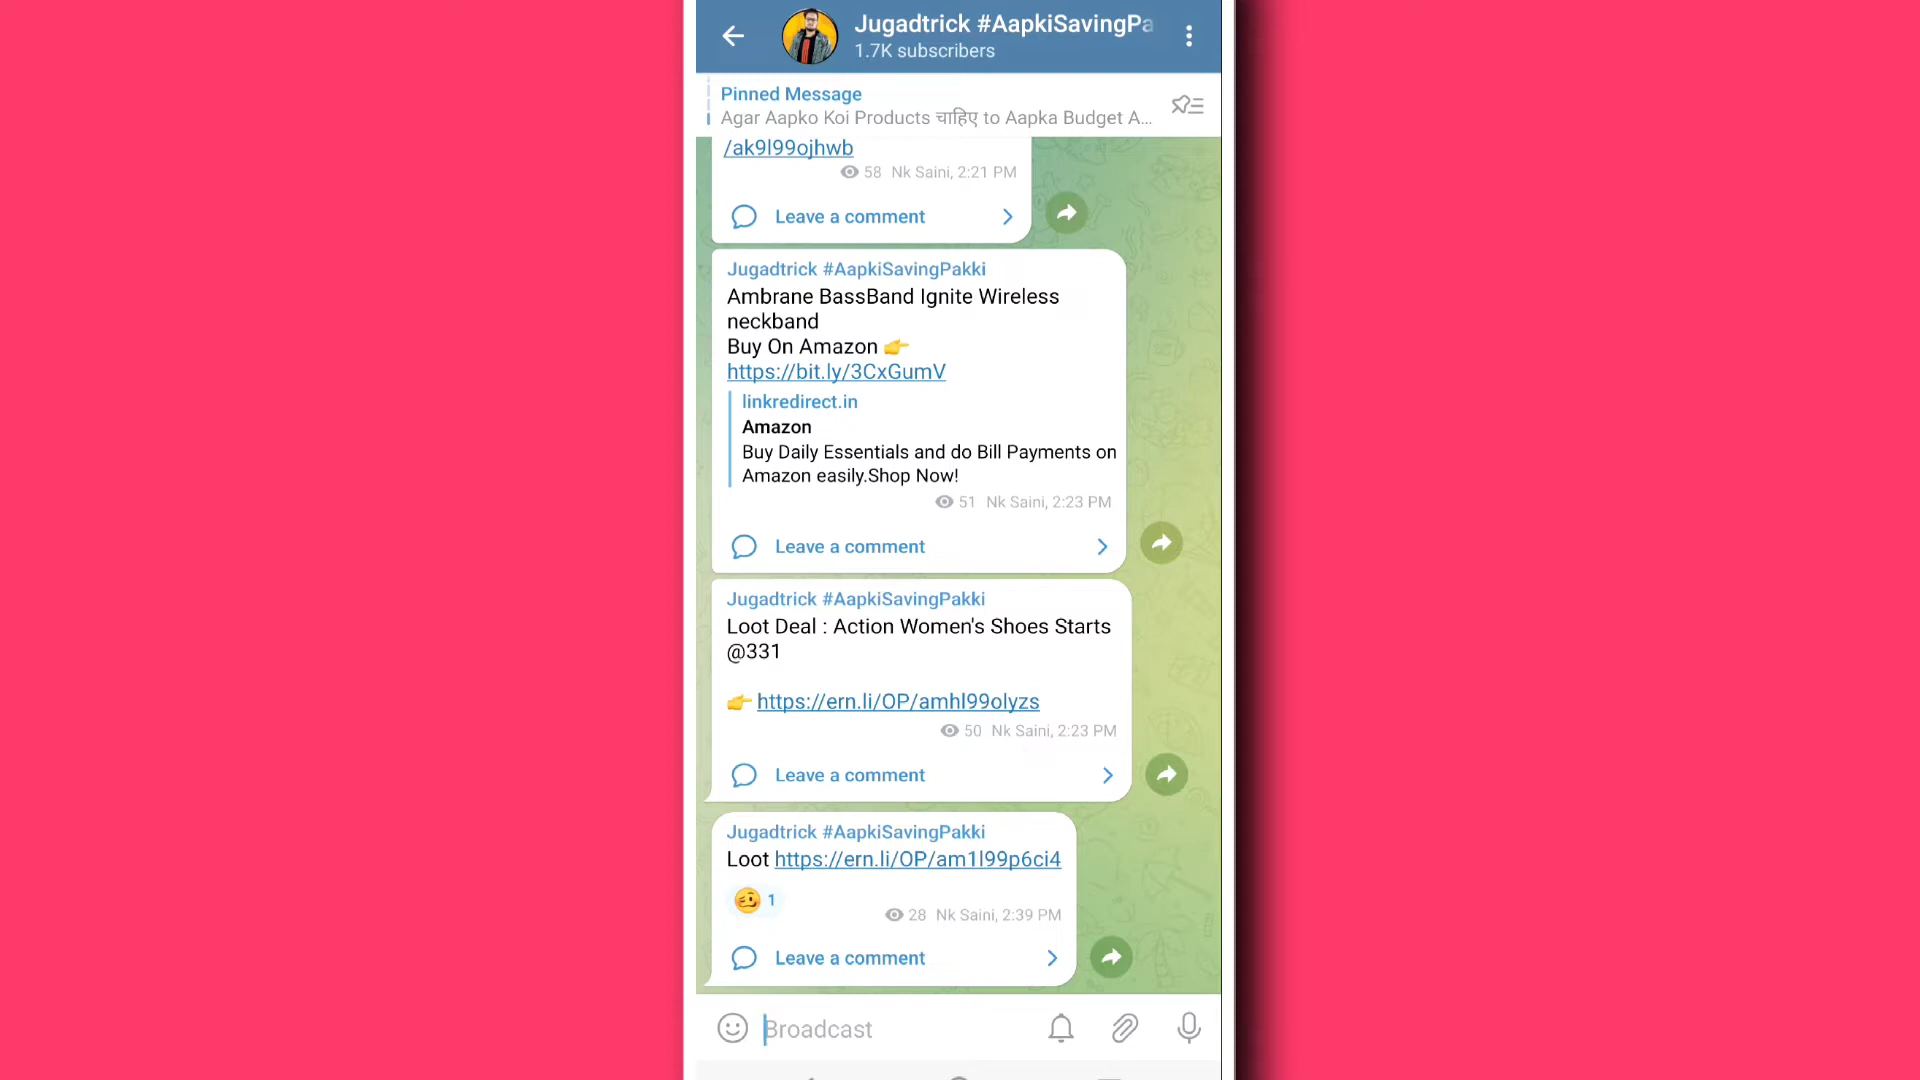 Jugadtrick #AapkiSavingPa
1.7K subscribers
Pinned Message
Agar Aapko Koi Products चाहिए to Aapka Budget A...
/ak9l99ojhwb
58 Nk Saini, 2:21 PM
Leave a comment
Jugadtrick #AapkiSavingPakki
Ambrane BassBand Ignite Wireless
neckband
Buy On Amazon 👉
https://bit.ly/3CxGumV
linkredirect.in
Amazon
Buy Daily Essentials and do Bill Payments on
Amazon easily.Shop Now!
51 Nk Saini, 2:23 PM
Leave a comment
Jugadtrick #AapkiSavingPakki
Loot Deal : Action Women's Shoes Starts
@331
👉 https://ern.li/OP/amhl99olyzs
50 Nk Saini, 2:23 PM
Leave a comment
Jugadtrick #AapkiSavingPakki
Loot https://ern.li/OP/am1l99p6ci4
🥴 1
28 Nk Saini, 2:39 PM
Leave a comment
Broadcast